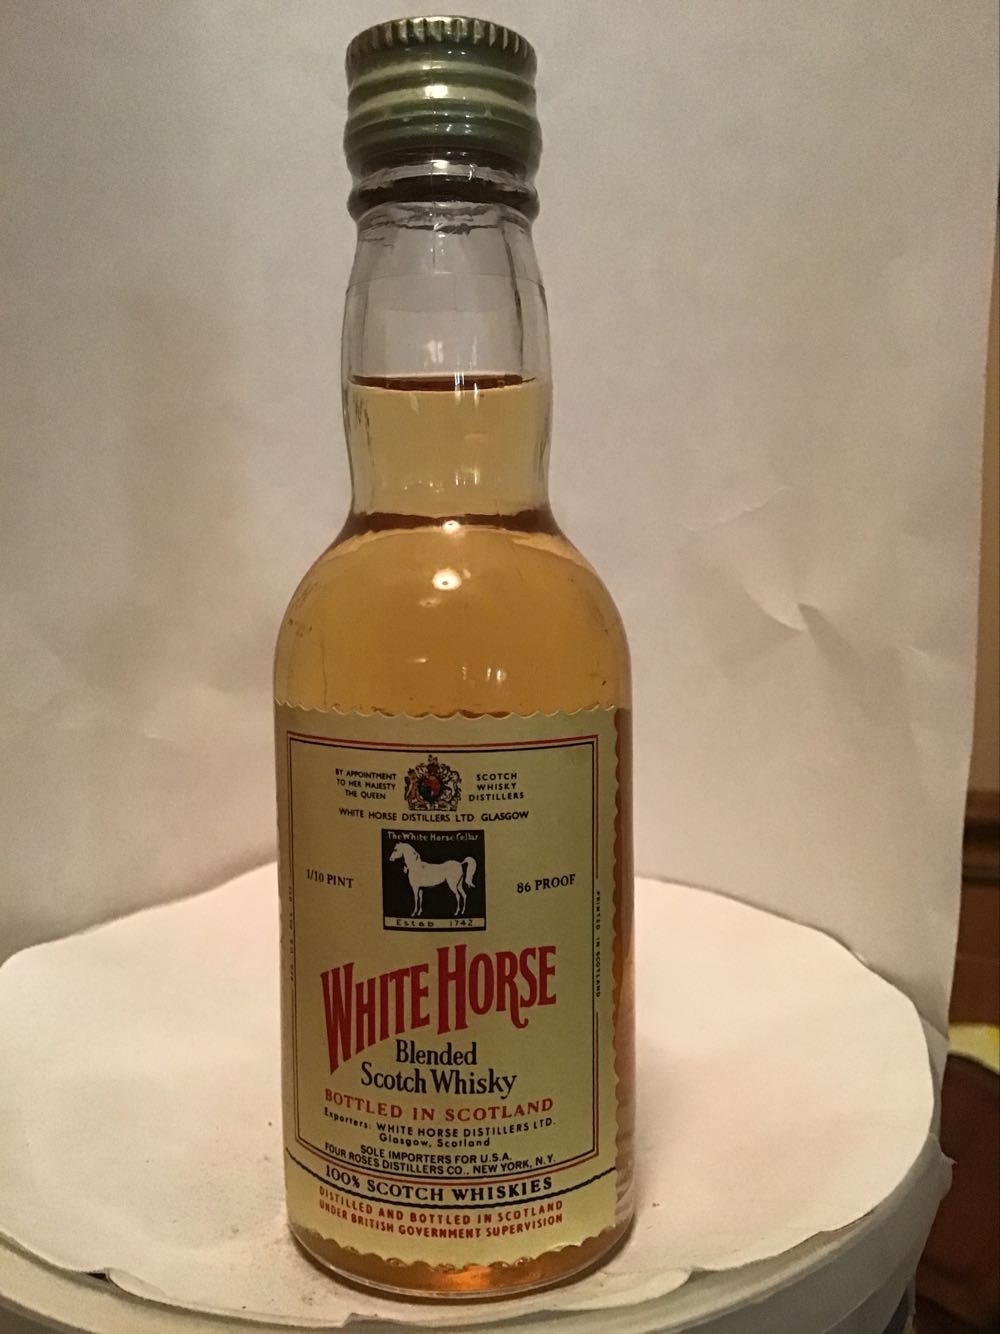 BY APPOINTMENT
TO HER MAJESTY
THE QUEEN
SCOTCH
WHISKY
DISTILLERS
WHITE HORSE DISTILLERS LTD GLASGOW
The White Horse Cellar
1/10 PINT
86 PROOF
Estab 1742
WHITE HORSE
Blended
Scotch Whisky
BOTTLED IN SCOTLAND
Exporters: WHITE HORSE DISTILLERS LTD.
Glasgow, Scotland
SOLE IMPORTERS FOR U.S.A.
FOUR ROSES DISTILLERS CO., NEW YORK, N.Y.
100% SCOTCH WHISKIES
DISTILLED AND BOTTLED IN SCOTLAND
UNDER BRITISH GOVERNMENT SUPERVISION
PRINTED IN SCOTLAND